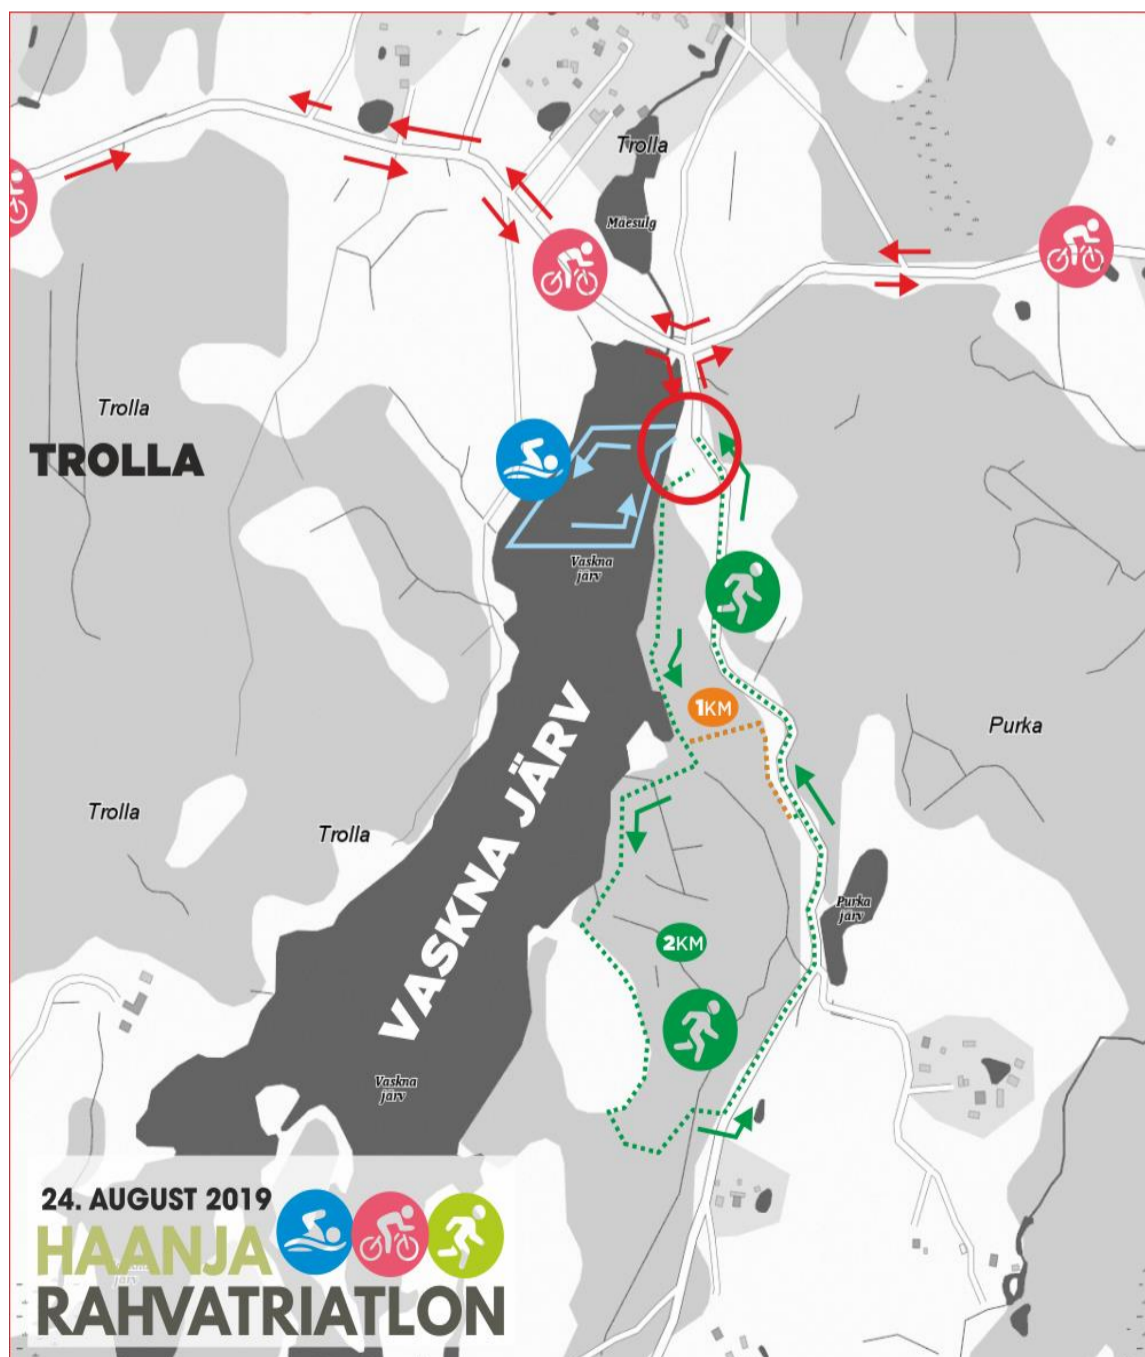 Trolla
Mäesulg
Trolla
TROLLA
Vaskna
järv
1KM
Purka
VASKNA JÄRV
Trolla
Trolla
Purka
järv
2KM
Vaskna
järv
24. AUGUST 2019
HAANJA
RAHVATRIATLON